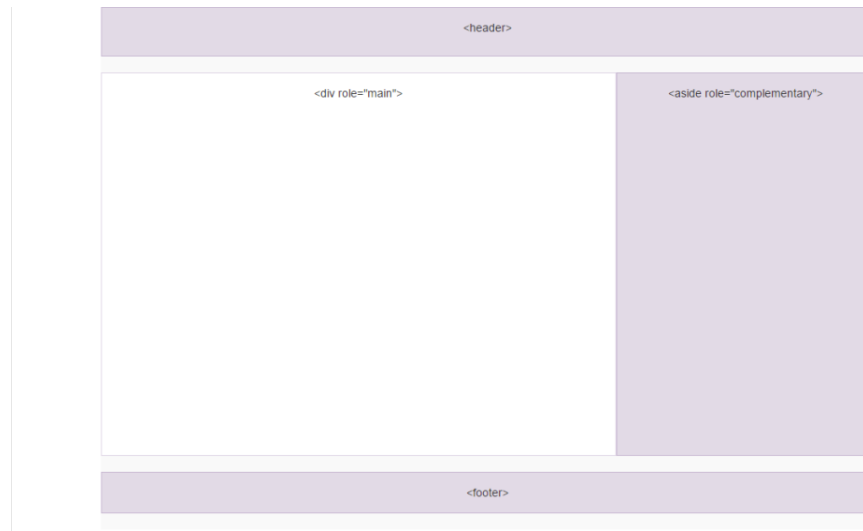 <header>
<div role="main">
<aside role="complementary">
<footer>